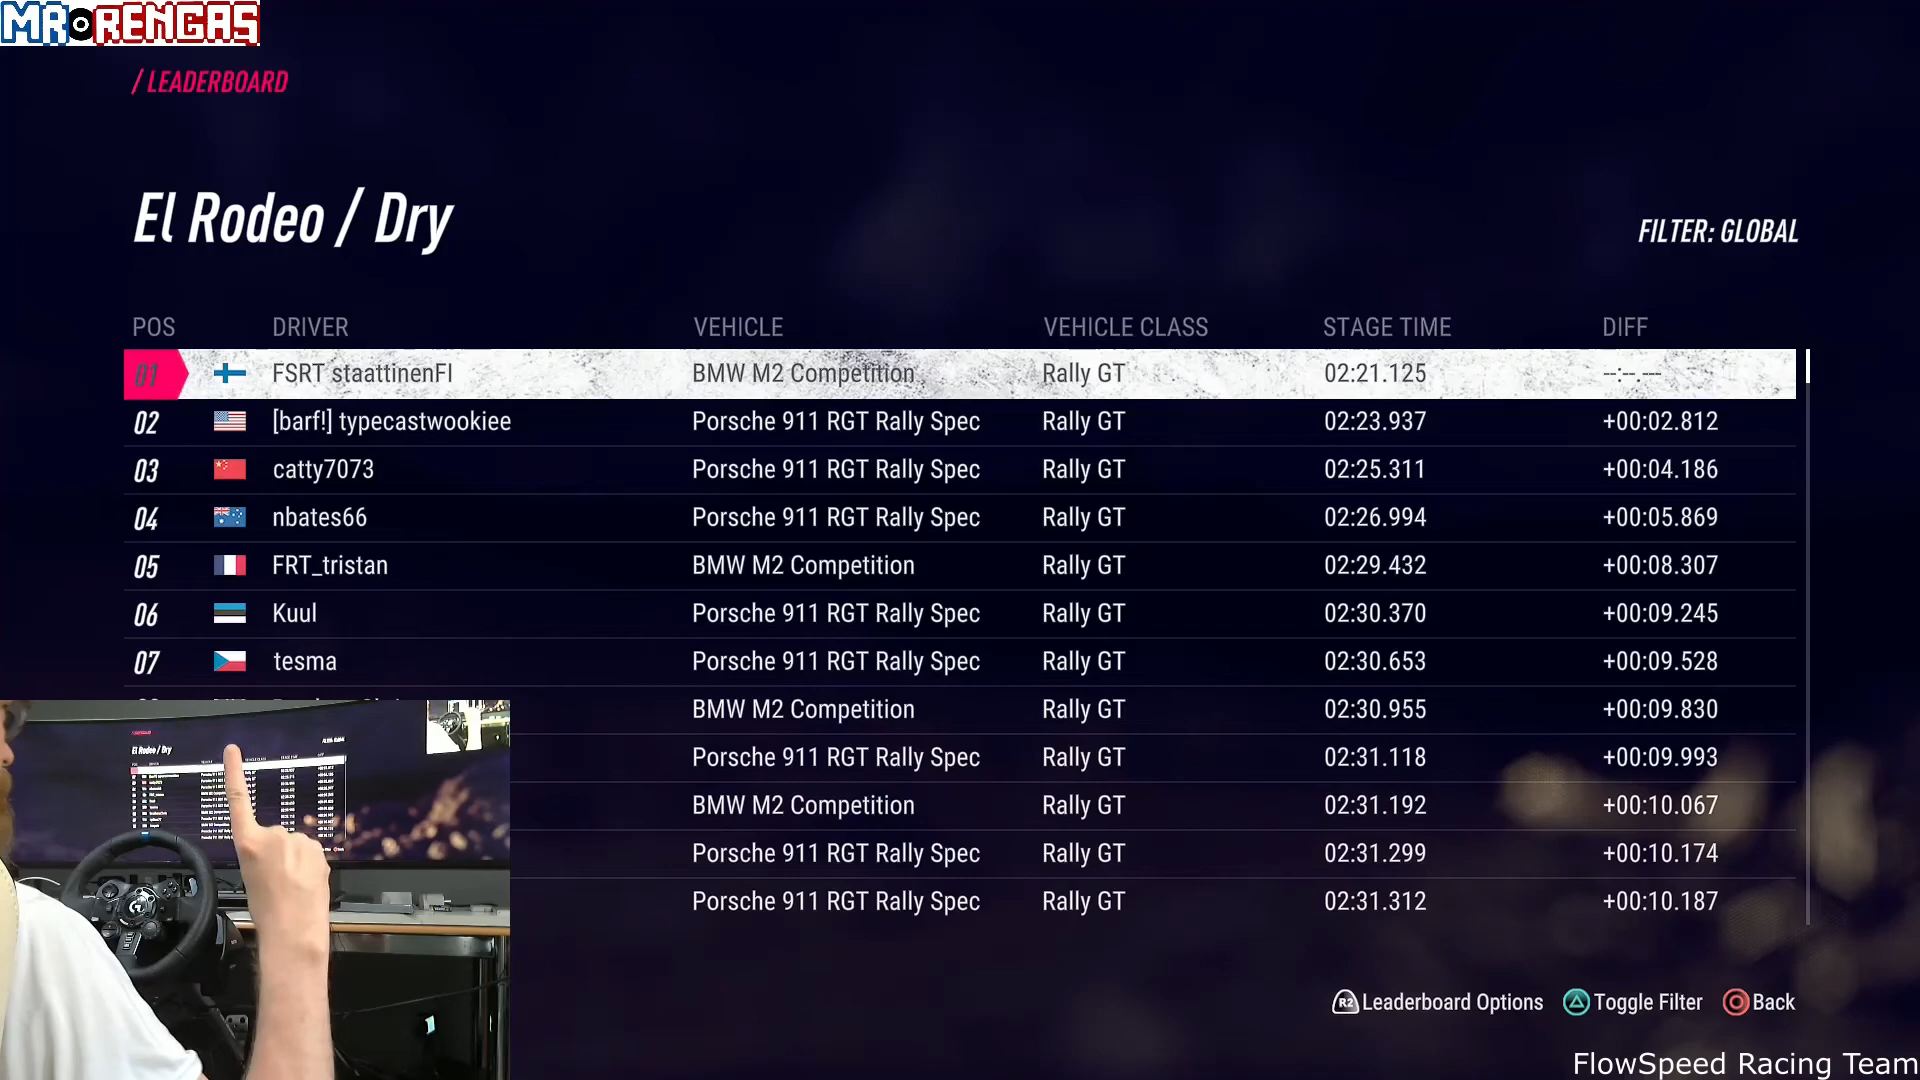 MR RENGAS
/ LEADERBOARD
El Rodeo / Dry
FILTER: GLOBAL
POS DRIVER VEHICLE VEHICLE CLASS STAGE TIME DIFF
01 FSRT staattinenFI BMW M2 Competition Rally GT 02:21.125 --:--.---
02 [barf!] typecastwookiee Porsche 911 RGT Rally Spec Rally GT 02:23.937 +00:02.812
03 catty7073 Porsche 911 RGT Rally Spec Rally GT 02:25.311 +00:04.186
04 nbates66 Porsche 911 RGT Rally Spec Rally GT 02:26.994 +00:05.869
05 FRT_tristan BMW M2 Competition Rally GT 02:29.432 +00:08.307
06 Kuul Porsche 911 RGT Rally Spec Rally GT 02:30.370 +00:09.245
07 tesma Porsche 911 RGT Rally Spec Rally GT 02:30.653 +00:09.528
BMW M2 Competition Rally GT 02:30.955 +00:09.830
Porsche 911 RGT Rally Spec Rally GT 02:31.118 +00:09.993
BMW M2 Competition Rally GT 02:31.192 +00:10.067
Porsche 911 RGT Rally Spec Rally GT 02:31.299 +00:10.174
Porsche 911 RGT Rally Spec Rally GT 02:31.312 +00:10.187
El Rodeo / Dry
R2 Leaderboard Options Toggle Filter Back
FlowSpeed Racing Team